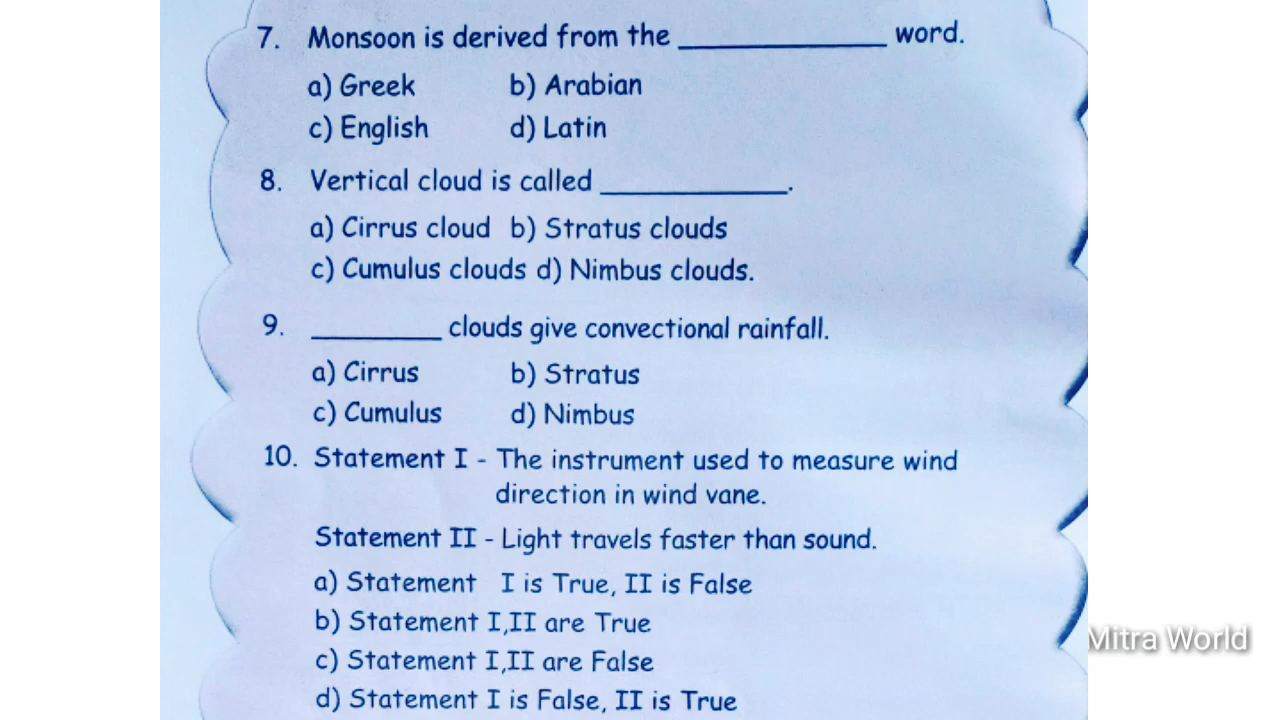 7. Monsoon is derived from the ____________ word.
a) Greek b) Arabian
c) English d) Latin
8. Vertical cloud is called ____________.
a) Cirrus cloud b) Stratus clouds
c) Cumulus clouds d) Nimbus clouds.
9. ________ clouds give convectional rainfall.
a) Cirrus b) Stratus
c) Cumulus d) Nimbus
10. Statement I - The instrument used to measure wind
direction in wind vane.
Statement II - Light travels faster than sound.
a) Statement I is True, II is False
b) Statement I,II are True
c) Statement I,II are False
d) Statement I is False, II is True
Mitra World